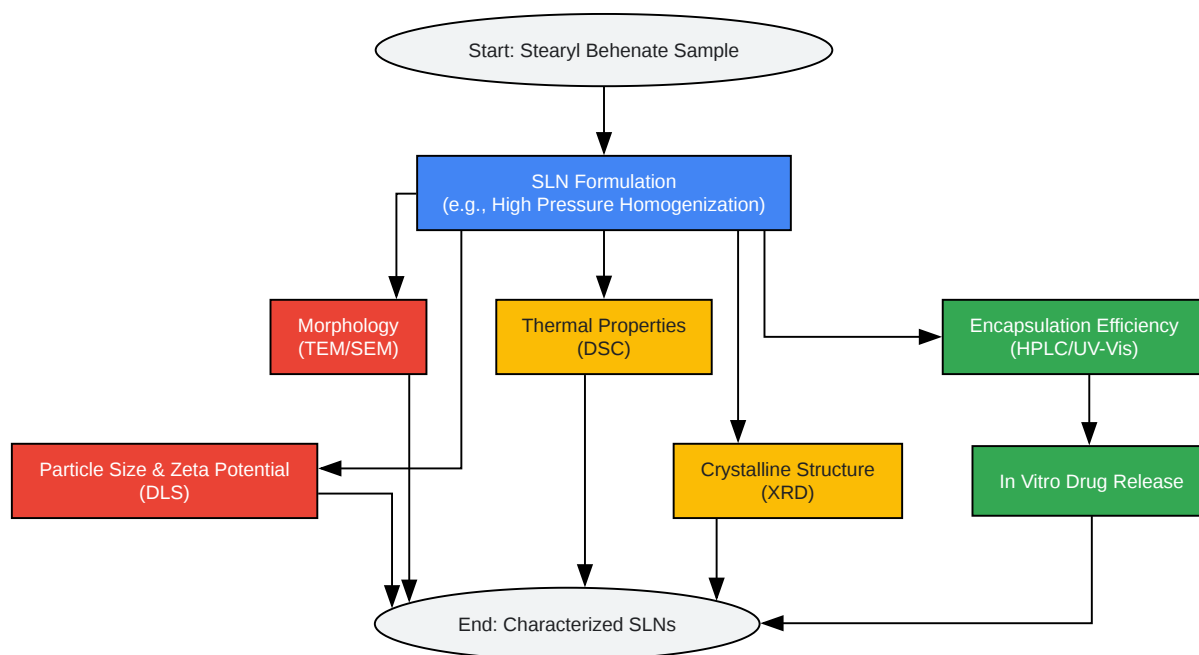 Start: Stearyl Behenate Sample
SLN Formulation
(e.g., High Pressure Homogenization)
Morphology
(TEM/SEM)
Thermal Properties
(DSC)
Encapsulation Efficiency
(HPLC/UV-Vis)
Particle Size & Zeta Potential
(DLS)
Crystalline Structure
(XRD)
In Vitro Drug Release
End: Characterized SLNs